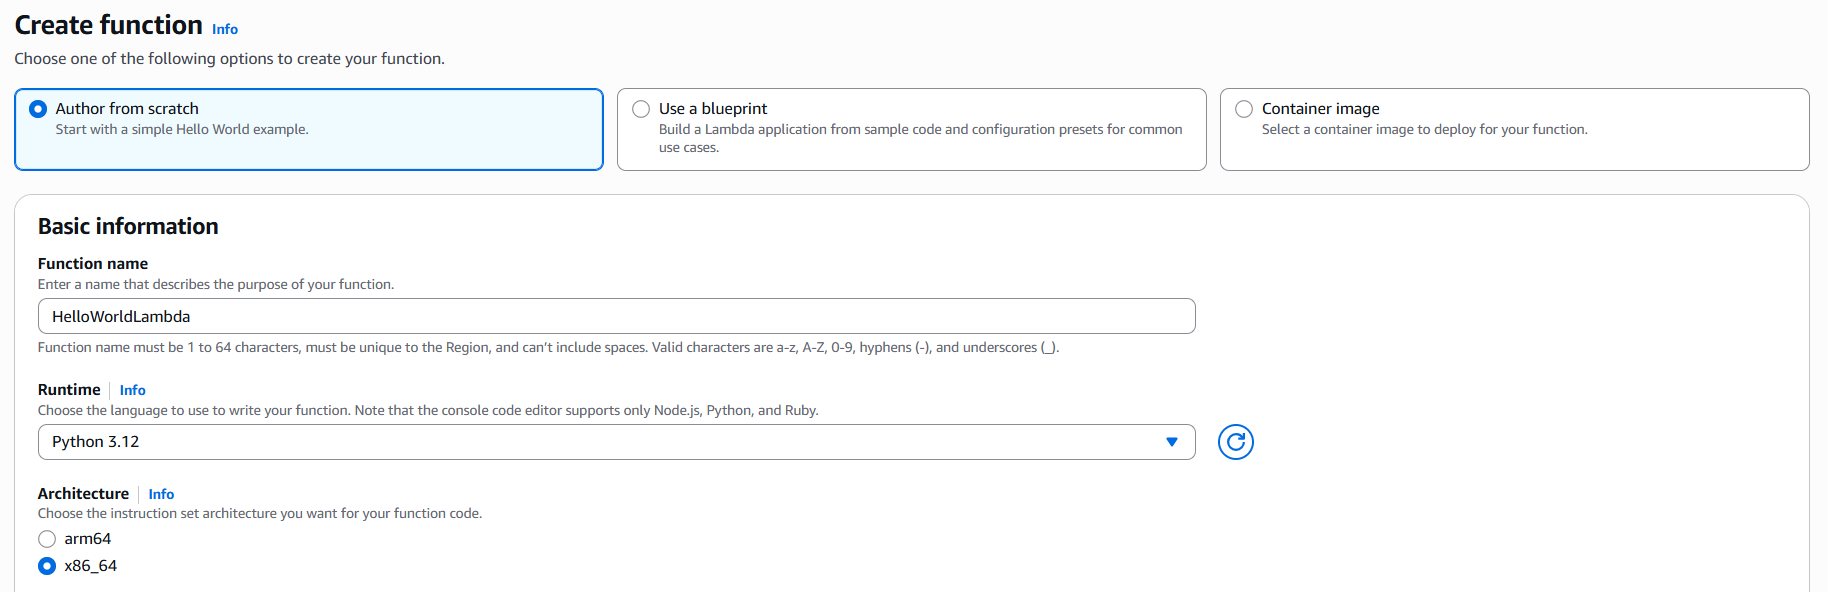 Create function Info
Choose one of the following options to create your function.
Author from scratch
Start with a simple Hello World example.
Use a blueprint
Build a Lambda application from sample code and configuration presets for common
use cases.
Container image
Select a container image to deploy for your function.
Basic information
Function name
Enter a name that describes the purpose of your function.
HelloWorldLambda
Function name must be 1 to 64 characters, must be unique to the Region, and can’t include spaces. Valid characters are a-z, A-Z, 0-9, hyphens (-), and underscores (_).
Runtime Info
Choose the language to use to write your function. Note that the console code editor supports only Node.js, Python, and Ruby.
Python 3.12
Architecture Info
Choose the instruction set architecture you want for your function code.
arm64
x86_64